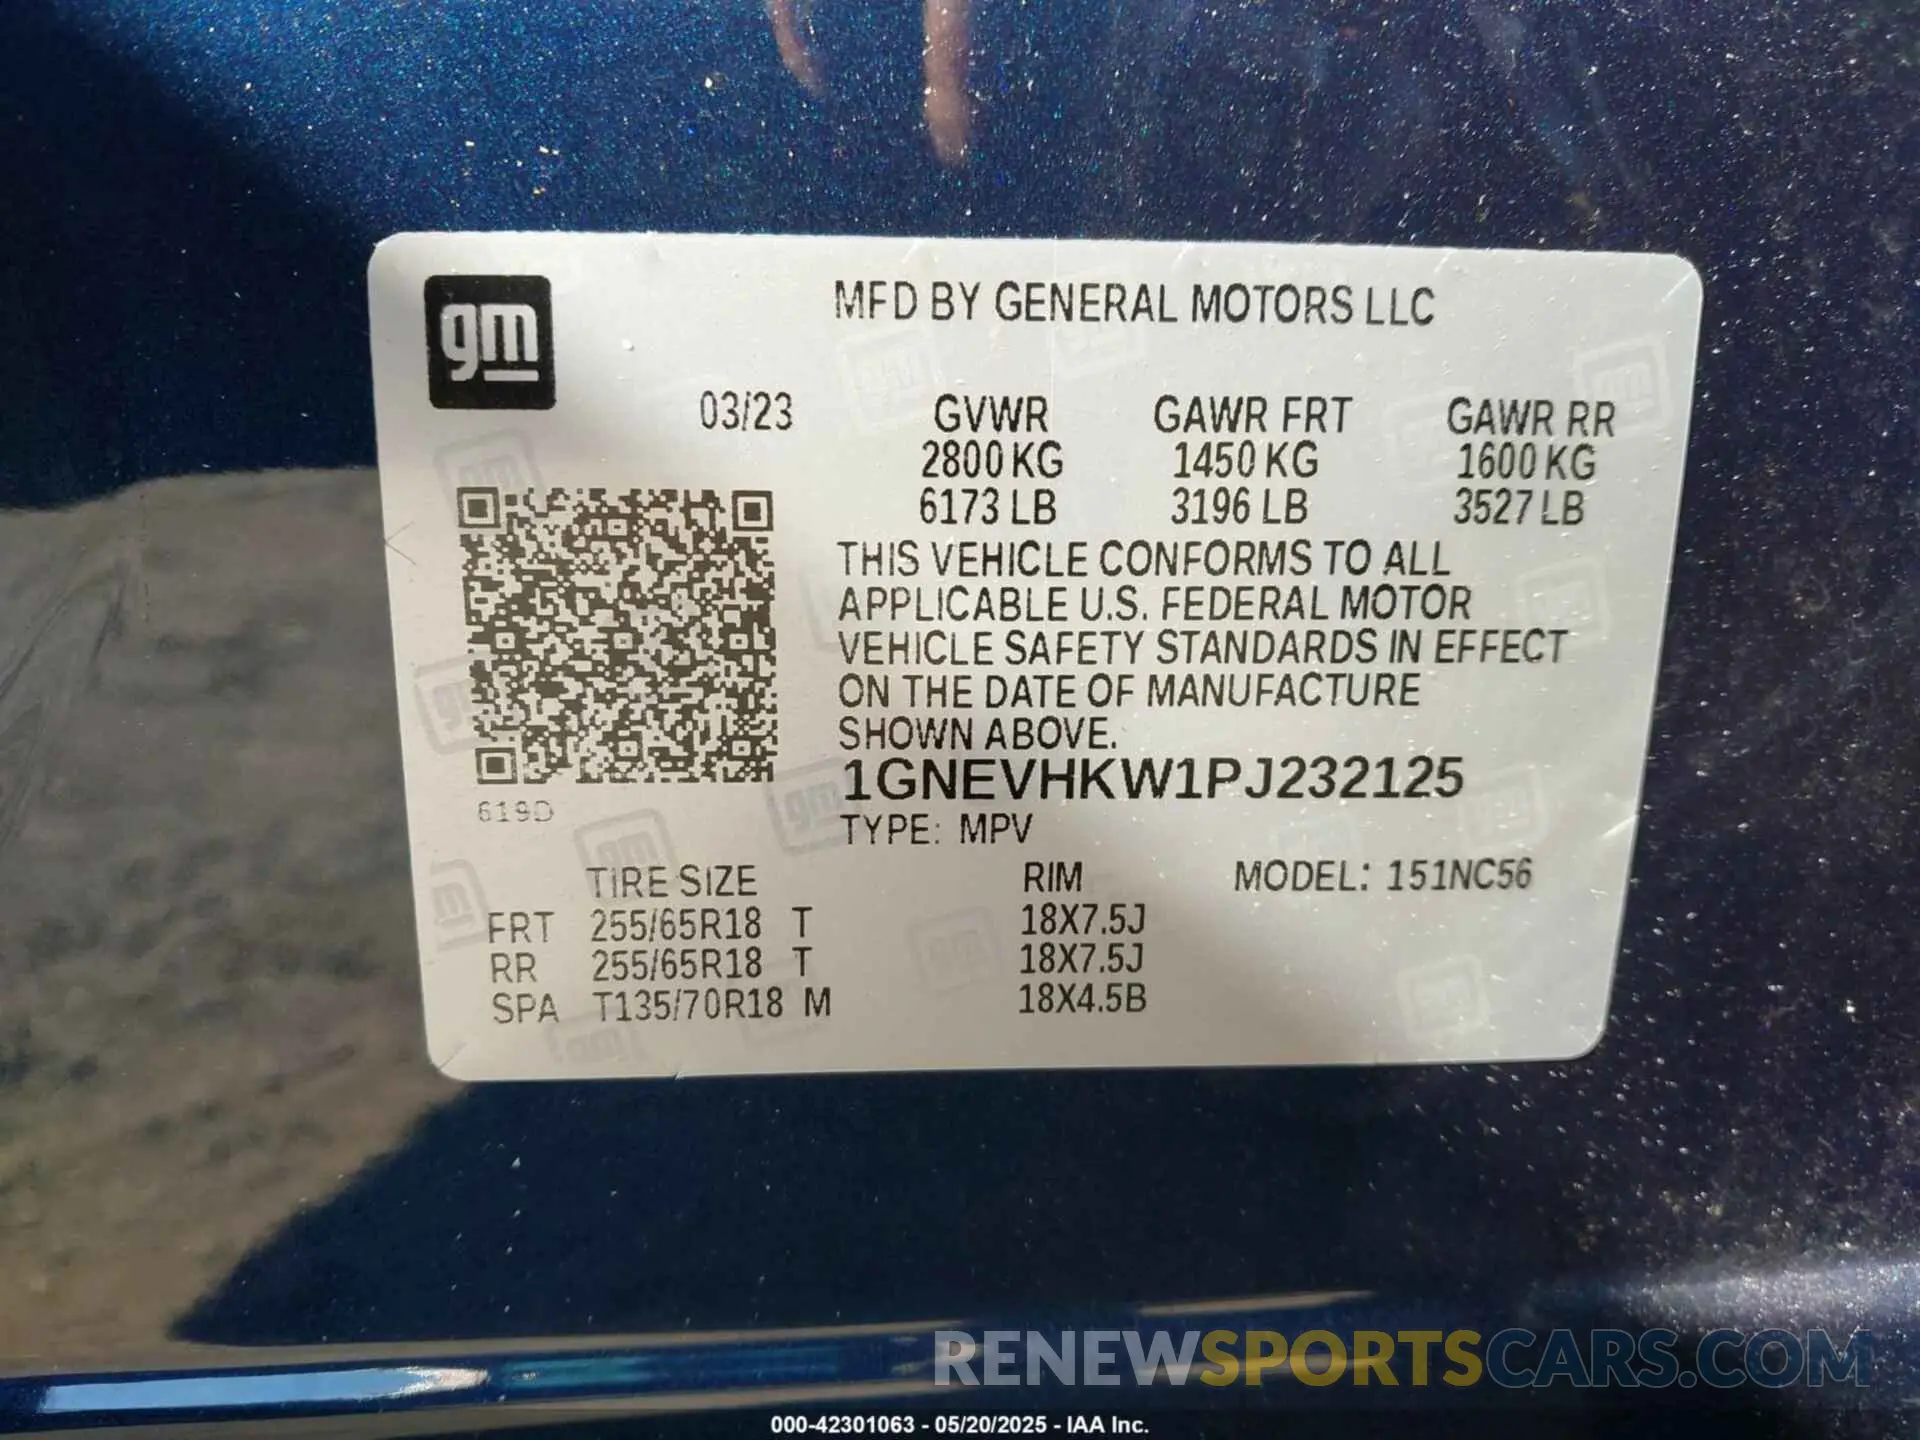 gm
MFD BY GENERAL MOTORS LLC
03/23 GVWR GAWR FRT GAWR RR
2800 KG 1450 KG 1600 KG
6173 LB 3196 LB 3527 LB
THIS VEHICLE CONFORMS TO ALL
APPLICABLE U.S. FEDERAL MOTOR
VEHICLE SAFETY STANDARDS IN EFFECT
ON THE DATE OF MANUFACTURE
SHOWN ABOVE.
1GNEVHKW1PJ232125
619D
TYPE: MPV
TIRE SIZE RIM MODEL: 151NC56
FRT 255/65R18 T 18X7.5J
RR 255/65R18 T 18X7.5J
SPA T135/70R18 M 18X4.5B
RENEWSPORTSCARS.COM
000-42301063 - 05/20/2025 - IAA Inc.